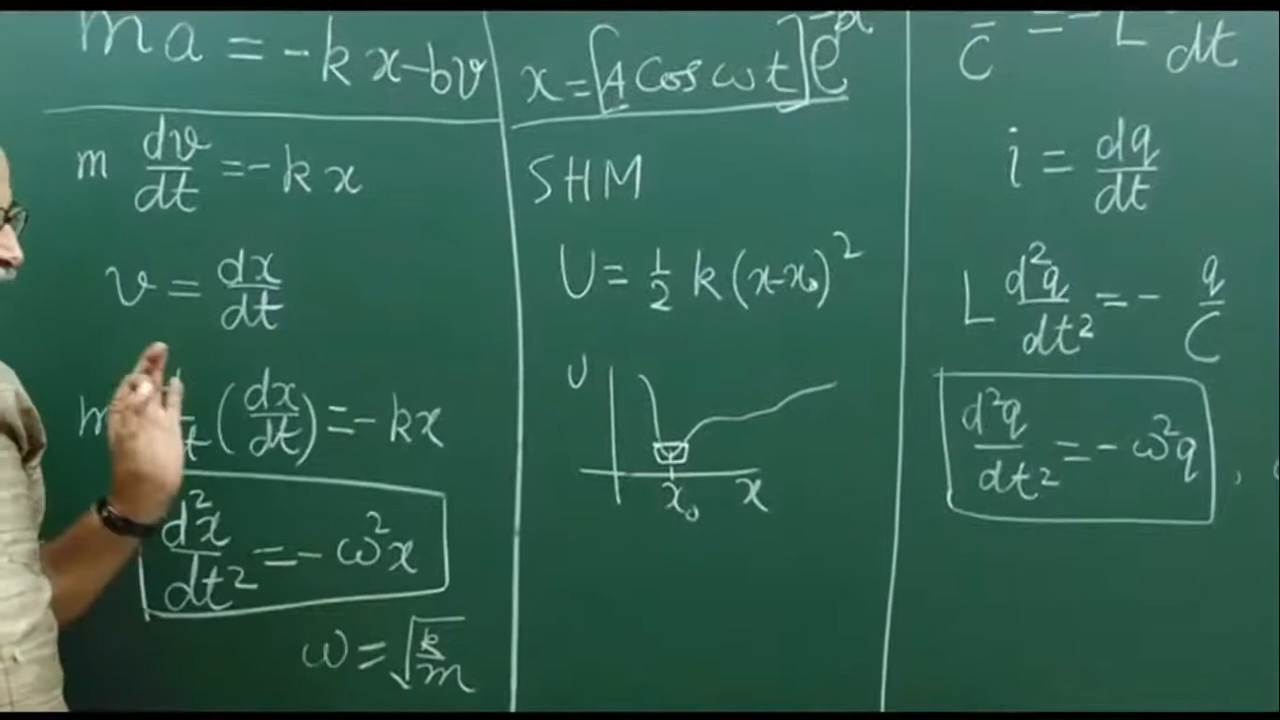 ma = -kx-bv
m dv/dt = -kx
v = dx/dt
m d/dt (dx/dt) = -kx
d²x/dt² = -ω²x
ω = √(k/m)
x = [A cos ωt] e
SHM
U = 1/2 k(x-x₀)²
U
x₀ x
C = - L dt
i = dq/dt
L d²q/dt² = - q/C
d²q/dt² = -ω²q ,